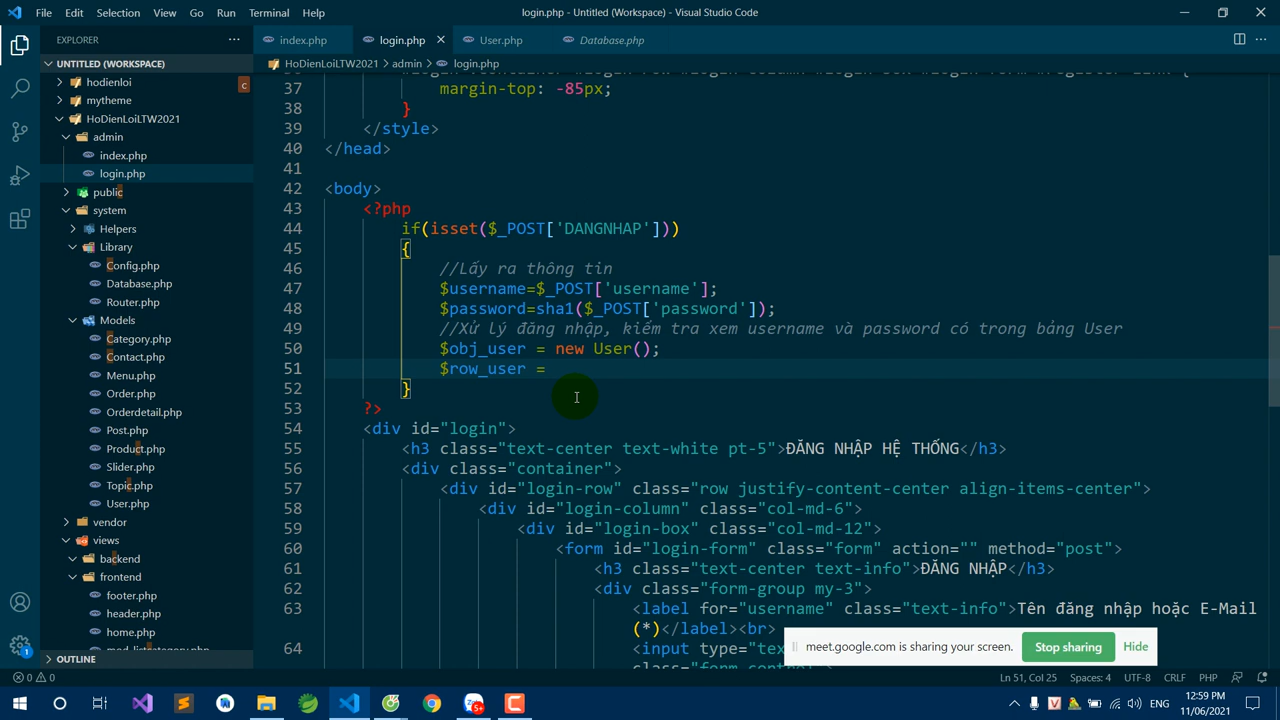 File Edit Selection View Go Run Terminal Help
login.php - Untitled (Workspace) - Visual Studio Code
EXPLORER
index.php
login.php
User.php
Database.php
UNTITLED (WORKSPACE)
HoDienLoiLTW2021 > admin > login.php
hodienloi
c
mytheme
HoDienLoiLTW2021
admin
index.php
login.php
public
system
Helpers
Library
Config.php
Database.php
Router.php
Models
Category.php
Contact.php
Menu.php
Order.php
Orderdetail.php
Post.php
Product.php
Slider.php
Topic.php
User.php
vendor
views
backend
frontend
footer.php
header.php
home.php
mod_listcategory.php
OUTLINE
37 margin-top: -85px;
38 }
39 </style>
40 </head>
41
42 <body>
43 <?php
44 if(isset($_POST['DANGNHAP']))
45 {
46 //Lấy ra thông tin
47 $username=$_POST['username'];
48 $password=sha1($_POST['password']);
49 //Xử lý đăng nhập, kiểm tra xem username và password có trong bảng User
50 $obj_user = new User();
51 $row_user =
52 }
53 ?>
54 <div id="login">
55 <h3 class="text-center text-white pt-5">ĐĂNG NHẬP HỆ THỐNG</h3>
56 <div class="container">
57 <div id="login-row" class="row justify-content-center align-items-center">
58 <div id="login-column" class="col-md-6">
59 <div id="login-box" class="col-md-12">
60 <form id="login-form" class="form" action="" method="post">
61 <h3 class="text-center text-info">ĐĂNG NHẬP</h3>
62 <div class="form-group my-3">
63 <label for="username" class="text-info">Tên đăng nhập hoặc E-Mail
(*)</label><br>
64 <input type="tex
meet.google.com is sharing your screen. Stop sharing Hide
0 0
Ln 51, Col 25 Spaces: 4 UTF-8 CRLF PHP
5+
ENG
12:59 PM
11/06/2021